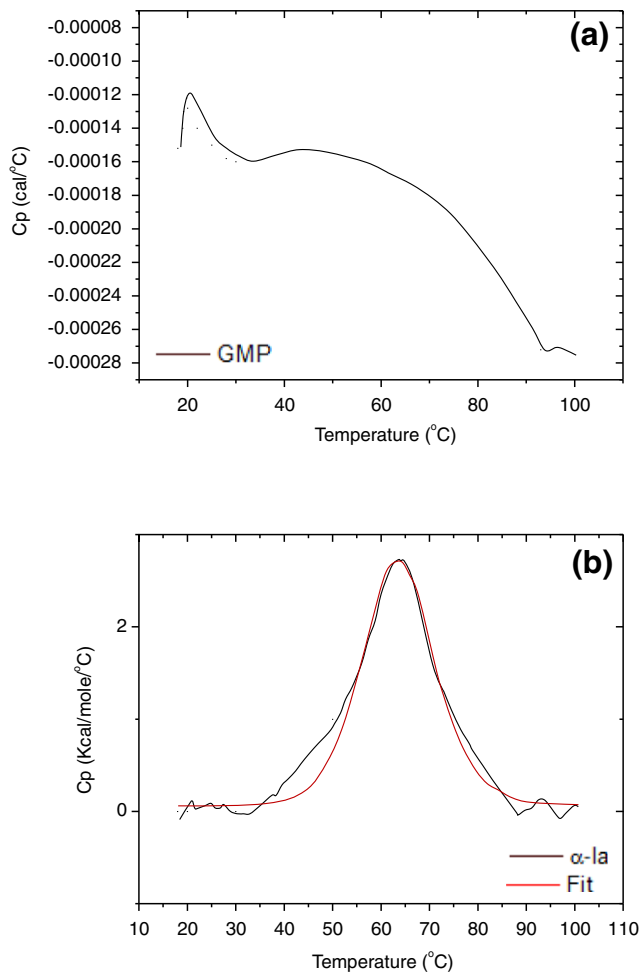 (a)
-0.00008
-0.00010
-0.00012
-0.00014
-0.00016
-0.00018
-0.00020
-0.00022
-0.00024
-0.00026
-0.00028
Cp (cal/°C)
GMP
20 40 60 80 100
Temperature (°C)
(b)
2
0
Cp (Kcal/mole/°C)
α-la
Fit
10 20 30 40 50 60 70 80 90 100 110
Temperature (°C)